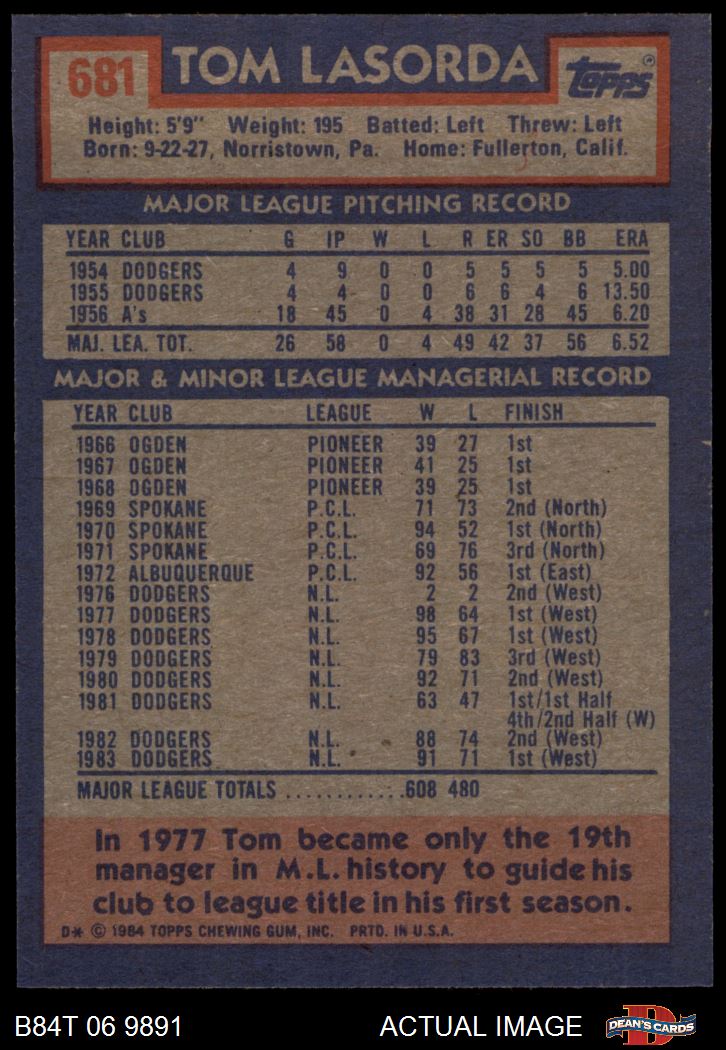 681 TOM LASORDA TOPPS®
Height: 5'9" Weight: 195 Batted: Left Threw: Left
Born: 9-22-27, Norristown, Pa. Home: Fullerton, Calif.
MAJOR LEAGUE PITCHING RECORD
YEAR CLUB G IP W L R ER SO BB ERA
1954 DODGERS 4 9 0 0 5 5 5 5 5.00
1955 DODGERS 4 4 0 0 6 6 4 6 13.50
1956 A's 18 45 0 4 38 31 28 45 6.20
MAJ. LEA. TOT. 26 58 0 4 49 42 37 56 6.52
MAJOR & MINOR LEAGUE MANAGERIAL RECORD
YEAR CLUB LEAGUE W L FINISH
1966 OGDEN PIONEER 39 27 1st
1967 OGDEN PIONEER 41 25 1st
1968 OGDEN PIONEER 39 25 1st
1969 SPOKANE P.C.L. 71 73 2nd (North)
1970 SPOKANE P.C.L. 94 52 1st (North)
1971 SPOKANE P.C.L. 69 76 3rd (North)
1972 ALBUQUERQUE P.C.L. 92 56 1st (East)
1976 DODGERS N.L. 2 2 2nd (West)
1977 DODGERS N.L. 98 64 1st (West)
1978 DODGERS N.L. 95 67 1st (West)
1979 DODGERS N.L. 79 83 3rd (West)
1980 DODGERS N.L. 92 71 2nd (West)
1981 DODGERS N.L. 63 47 1st/1st Half
4th/2nd Half (W)
1982 DODGERS N.L. 88 74 2nd (West)
1983 DODGERS N.L. 91 71 1st (West)
MAJOR LEAGUE TOTALS ............608 480
In 1977 Tom became only the 19th
manager in M.L. history to guide his
club to league title in his first season.
D* © 1984 TOPPS CHEWING GUM, INC. PRTD. IN U.S.A.
B84T 06 9891 ACTUAL IMAGE D DEAN'S CARDS